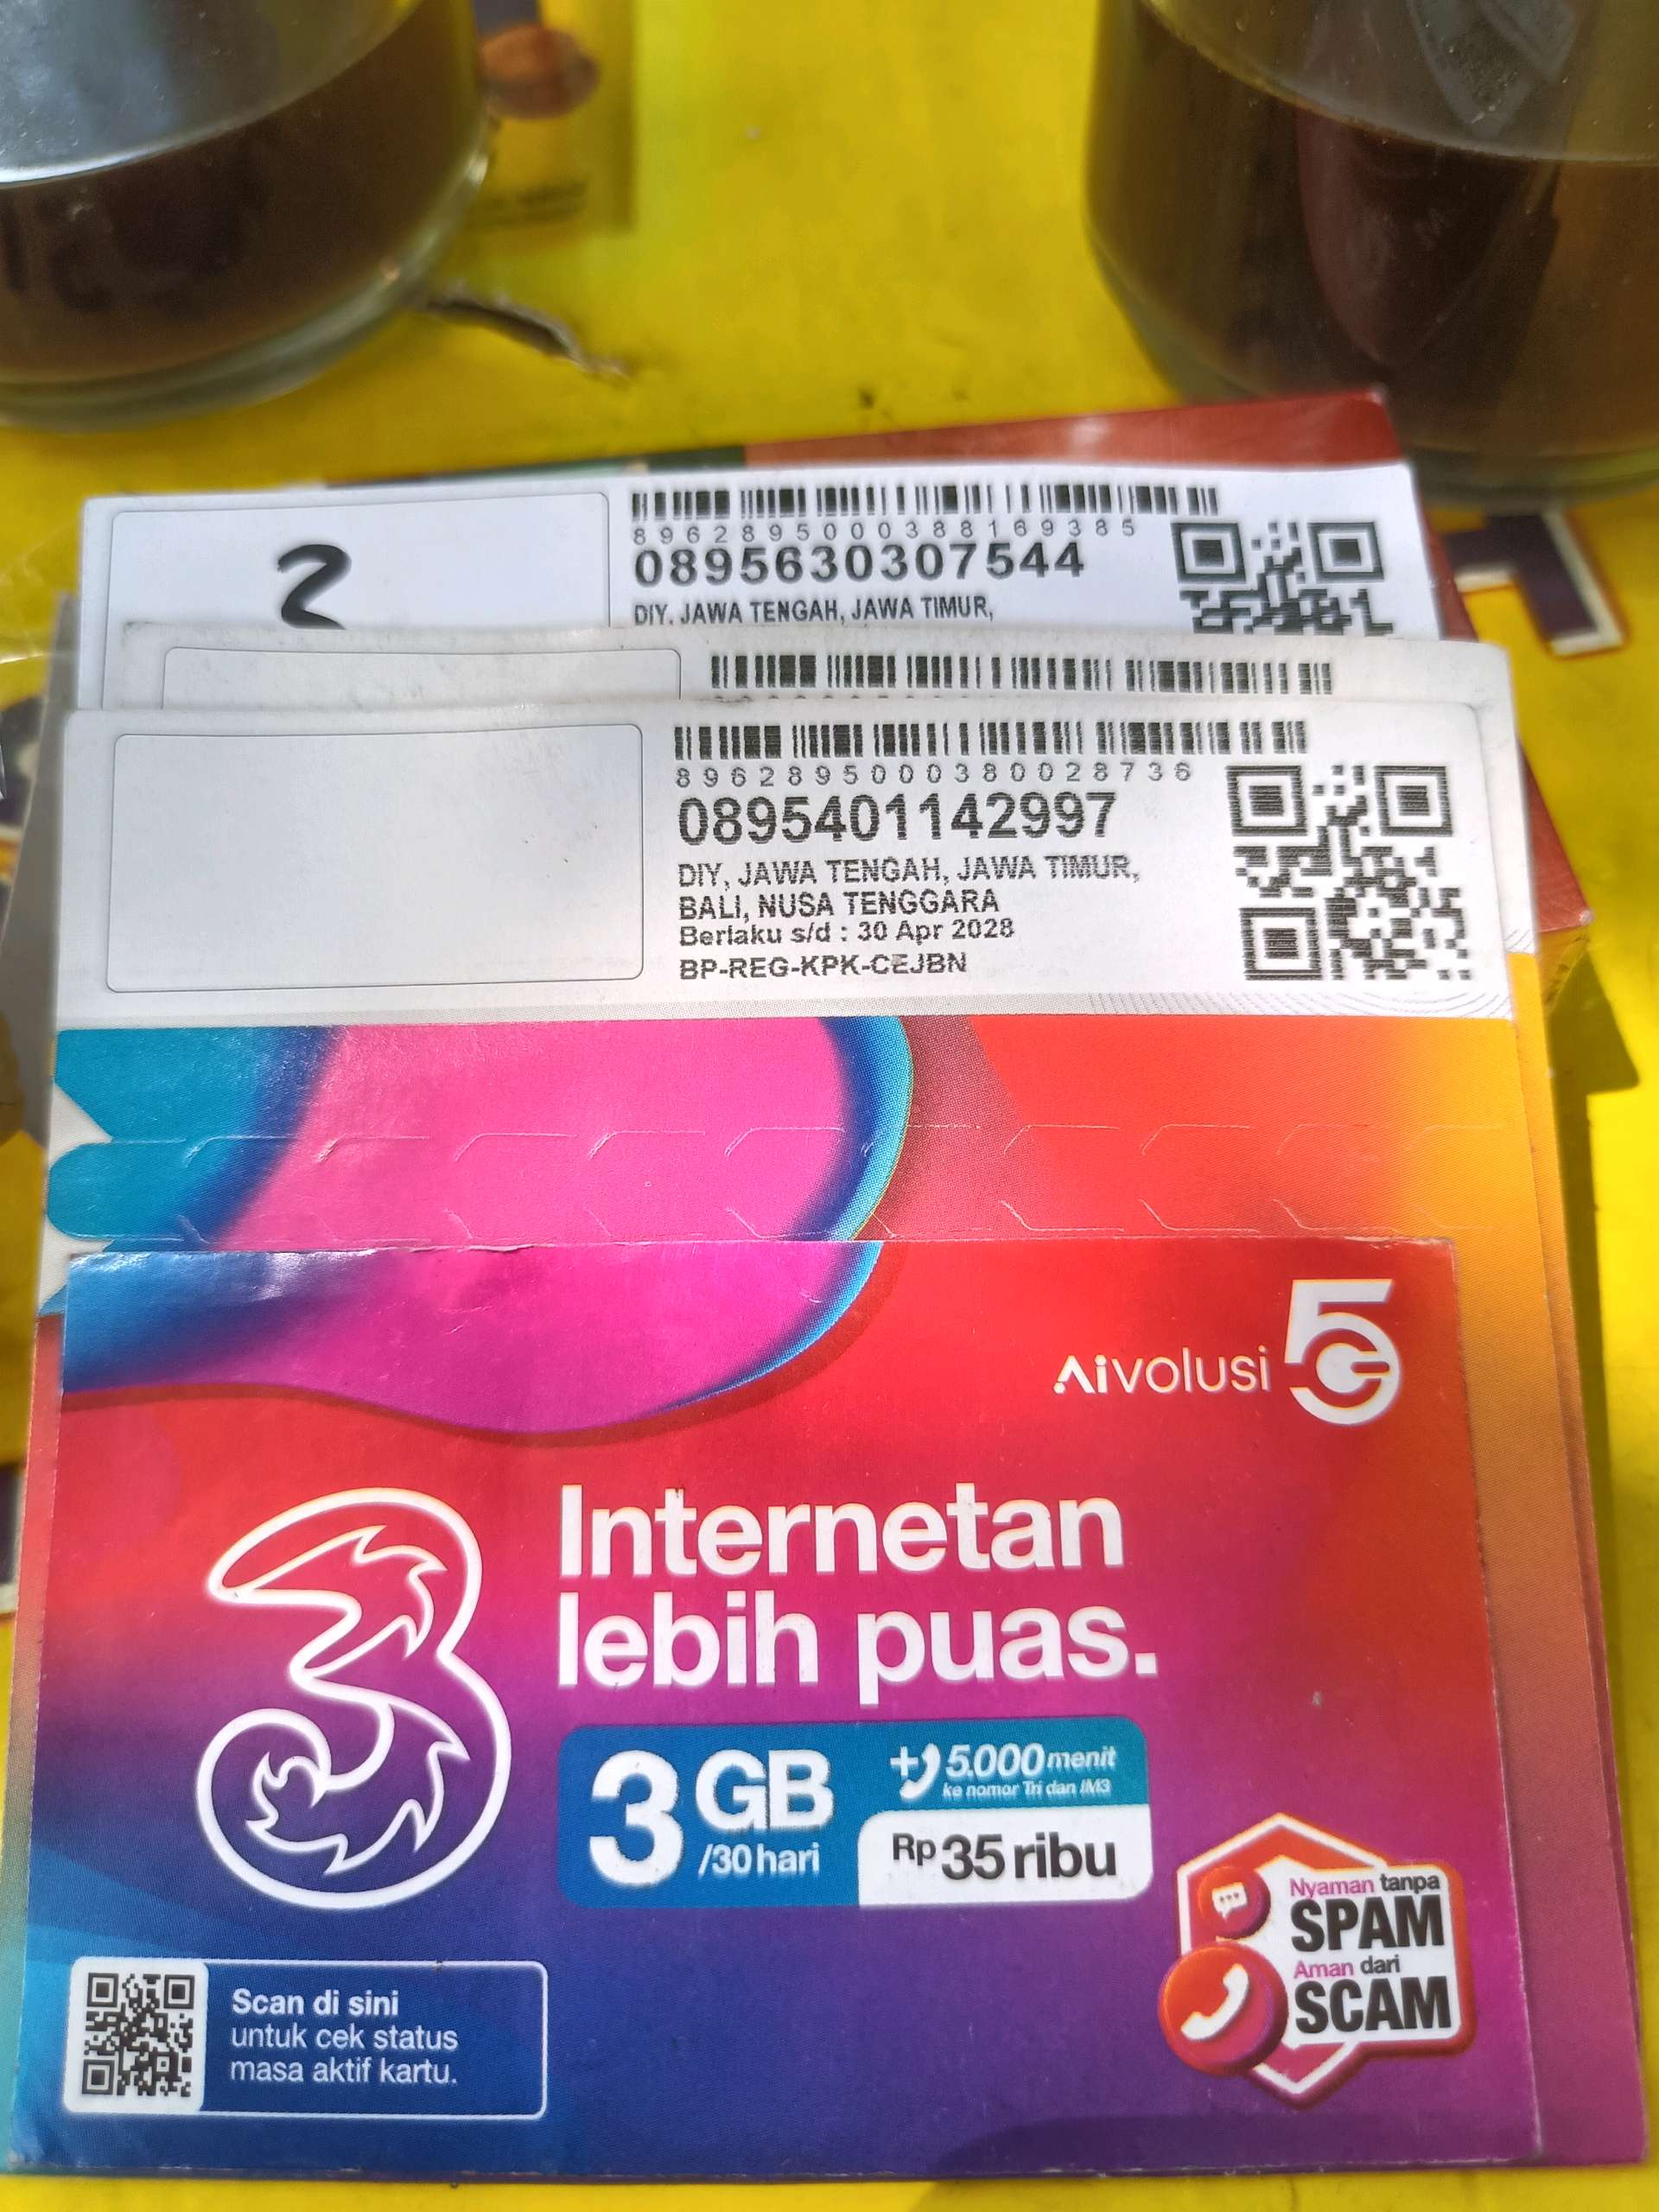 2
8962895000388169385
0895630307544
DIY, JAWA TENGAH, JAWA TIMUR,
8962895000380028736
0895401142997
DIY, JAWA TENGAH, JAWA TIMUR,
BALI, NUSA TENGGARA
Berlaku s/d : 30 Apr 2028
BP-REG-KPK-CEJBN
Aivolusi 5G
3
Internetan
lebih puas.
3 GB
/30 hari
+ 5.000 menit
ke nomor Tri dan IM3
Rp 35 ribu
Nyaman tanpa
SPAM
Aman dari
SCAM
Scan di sini
untuk cek status
masa aktif kartu.